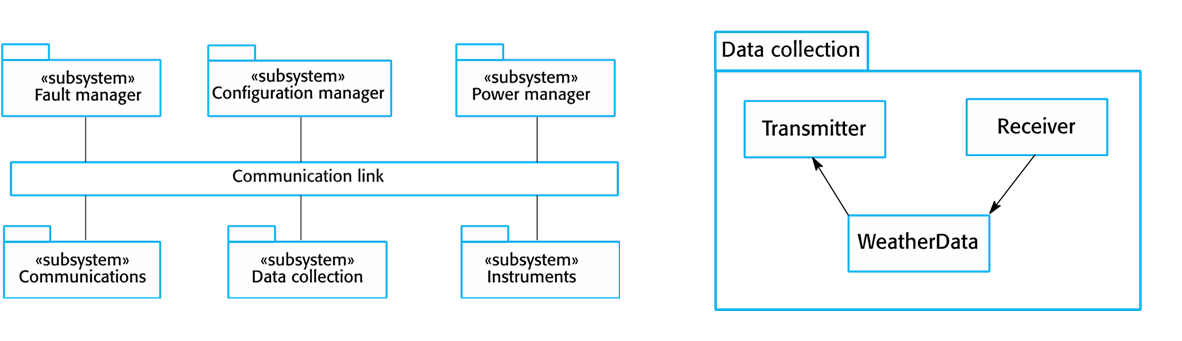 «subsystem»
Fault manager
«subsystem»
Configuration manager
«subsystem»
Power manager
Communication link
«subsystem»
Communications
«subsystem»
Data collection
«subsystem»
Instruments
Data collection
Transmitter
Receiver
WeatherData